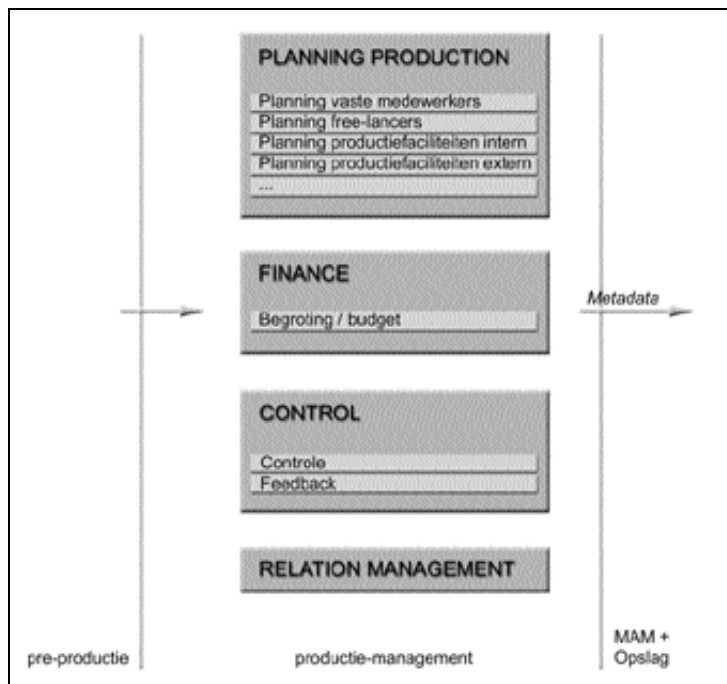 PLANNING PRODUCTION
Planning vaste medewerkers
Planning free-lancers
Planning productiefaciliteiten intern
Planning productiefaciliteiten extern
...
FINANCE
Begroting / budget
Metadata
CONTROL
Controle
Feedback
RELATION MANAGEMENT
pre-productie
productie-management
MAM +
Opslag